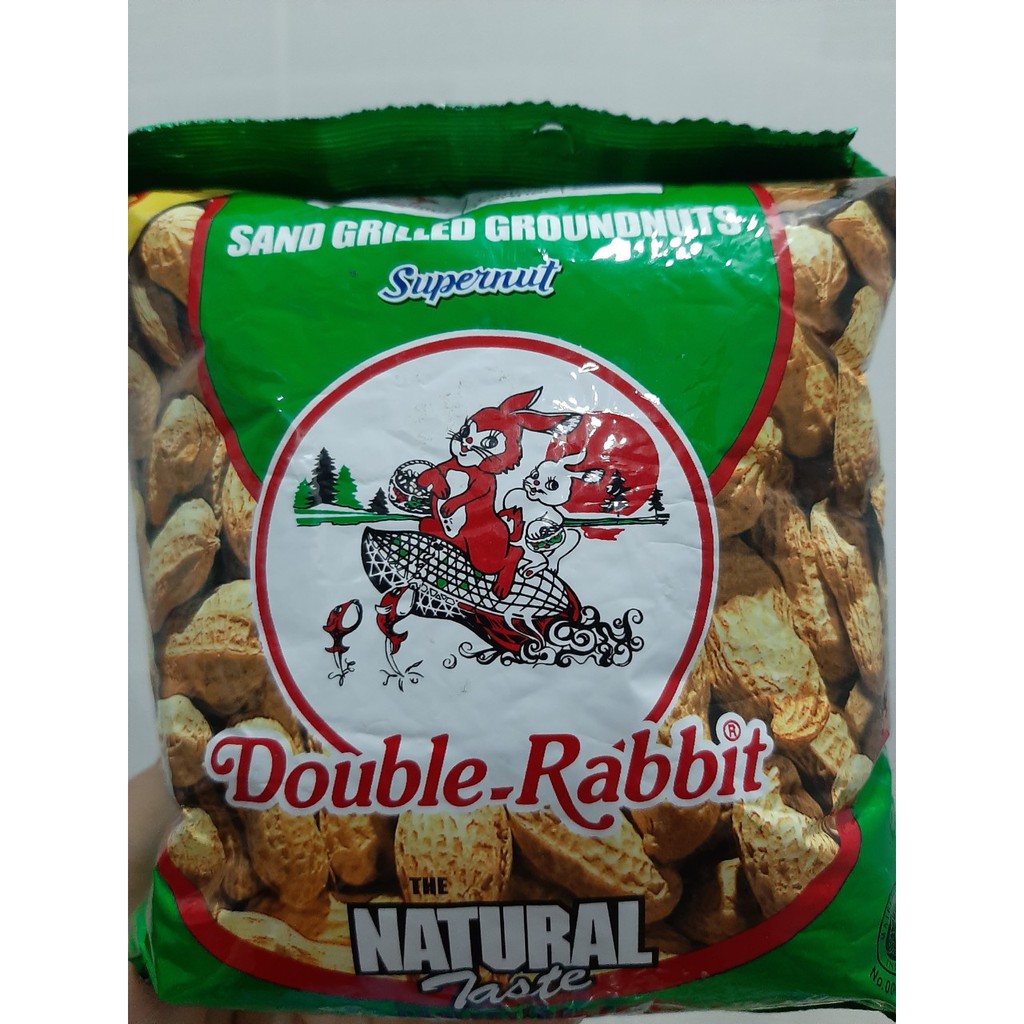 SAND GRILLED GROUNDNUTS
Supernut
Double-Rabbit®
THE
NATURAL
Taste